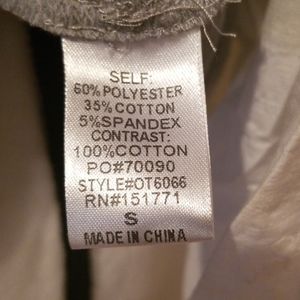 SELF:
60%POLYESTER
35%COTTON
5%SPANDEX
CONTRAST:
100%COTTON
PO#70090
STYLE#OT6066
RN#151771
S
MADE IN CHINA